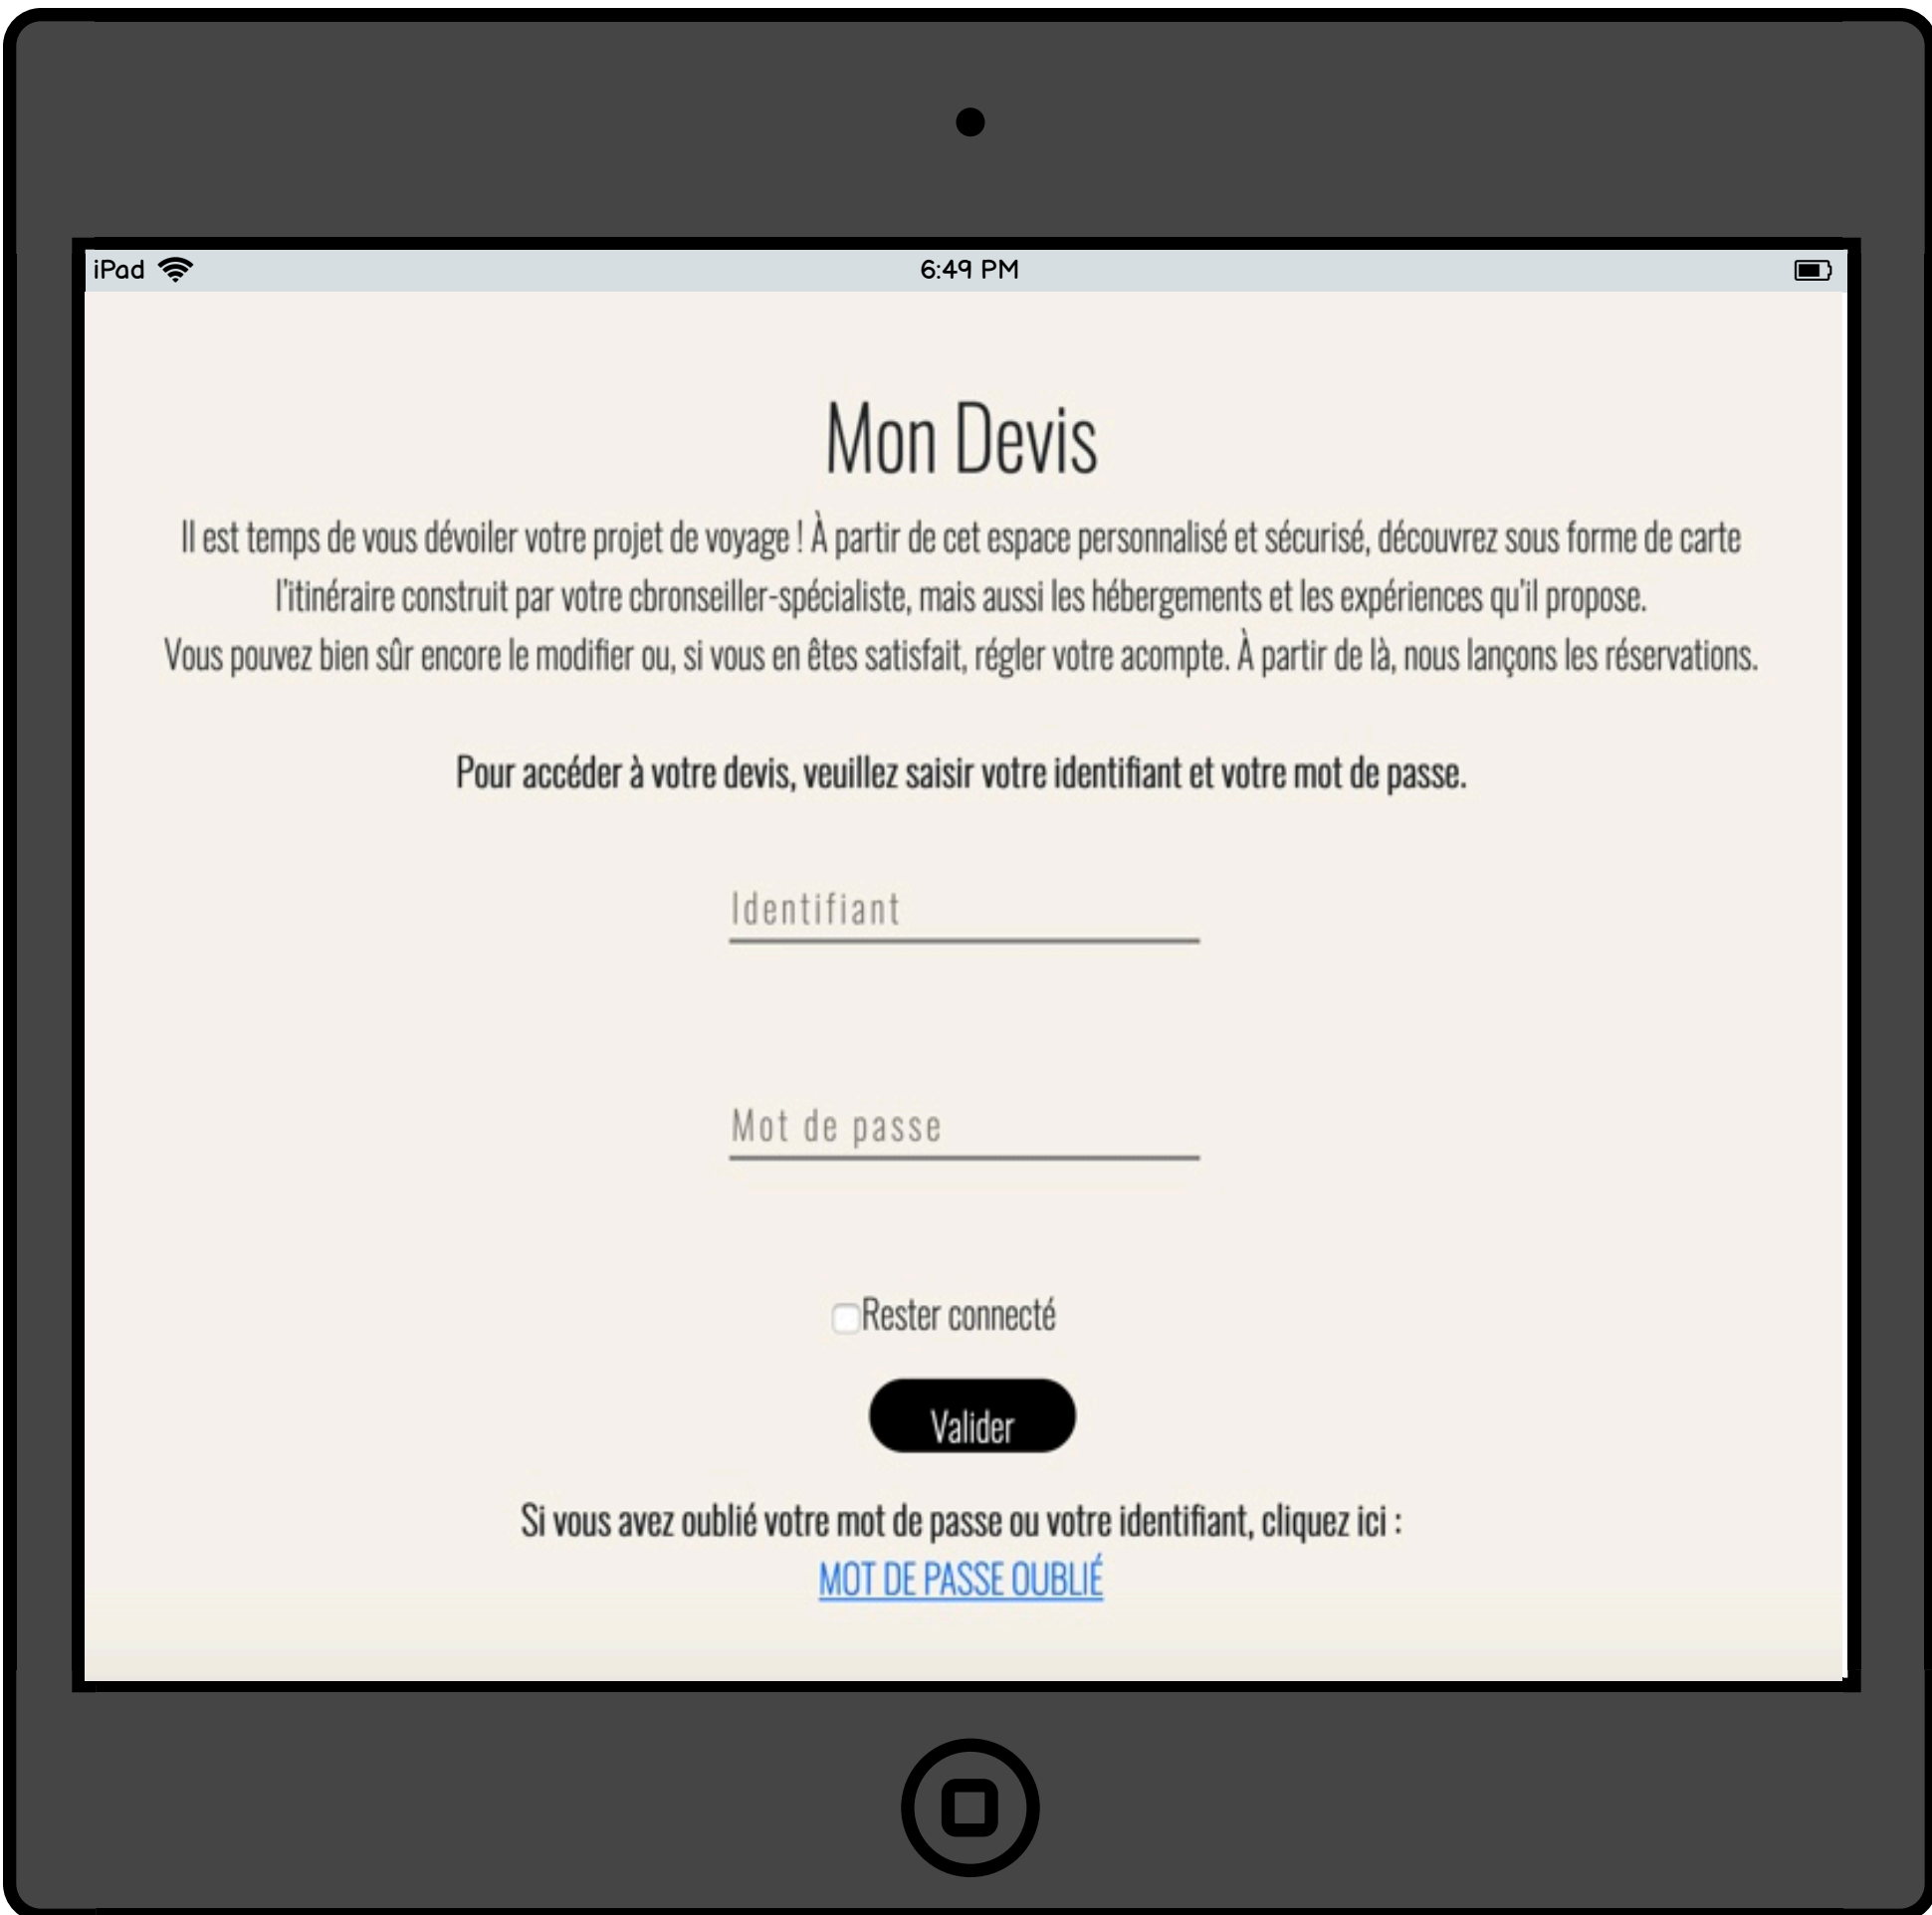 iPad 6:49 PM
Mon Devis
Il est temps de vous dévoiler votre projet de voyage ! À partir de cet espace personnalisé et sécurisé, découvrez sous forme de carte
l'itinéraire construit par votre cbronseiller-spécialiste, mais aussi les hébergements et les expériences qu'il propose.
Vous pouvez bien sûr encore le modifier ou, si vous en êtes satisfait, régler votre acompte. À partir de là, nous lançons les réservations.
Pour accéder à votre devis, veuillez saisir votre identifiant et votre mot de passe.
Identifiant
Mot de passe
Rester connecté
Valider
Si vous avez oublié votre mot de passe ou votre identifiant, cliquez ici :
MOT DE PASSE OUBLIÉ